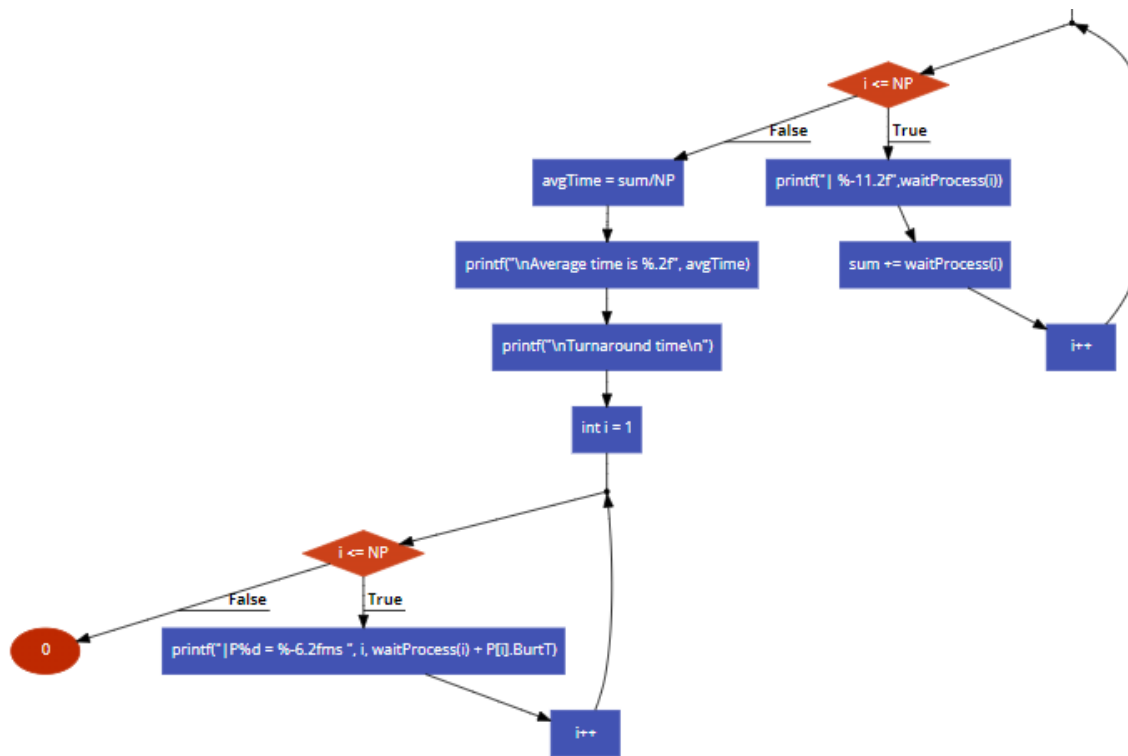 i <= NP
False
True
avgTime = sum/NP
printf("| %-11.2f",waitProcess(i))
printf("\nAverage time is %.2f", avgTime)
sum += waitProcess(i)
printf("\nTurnaround time\n")
i++
int i = 1
i <= NP
False
True
0
printf("|P%d = %-6.2fms ", i, waitProcess(i) + P[i].BurtT)
i++